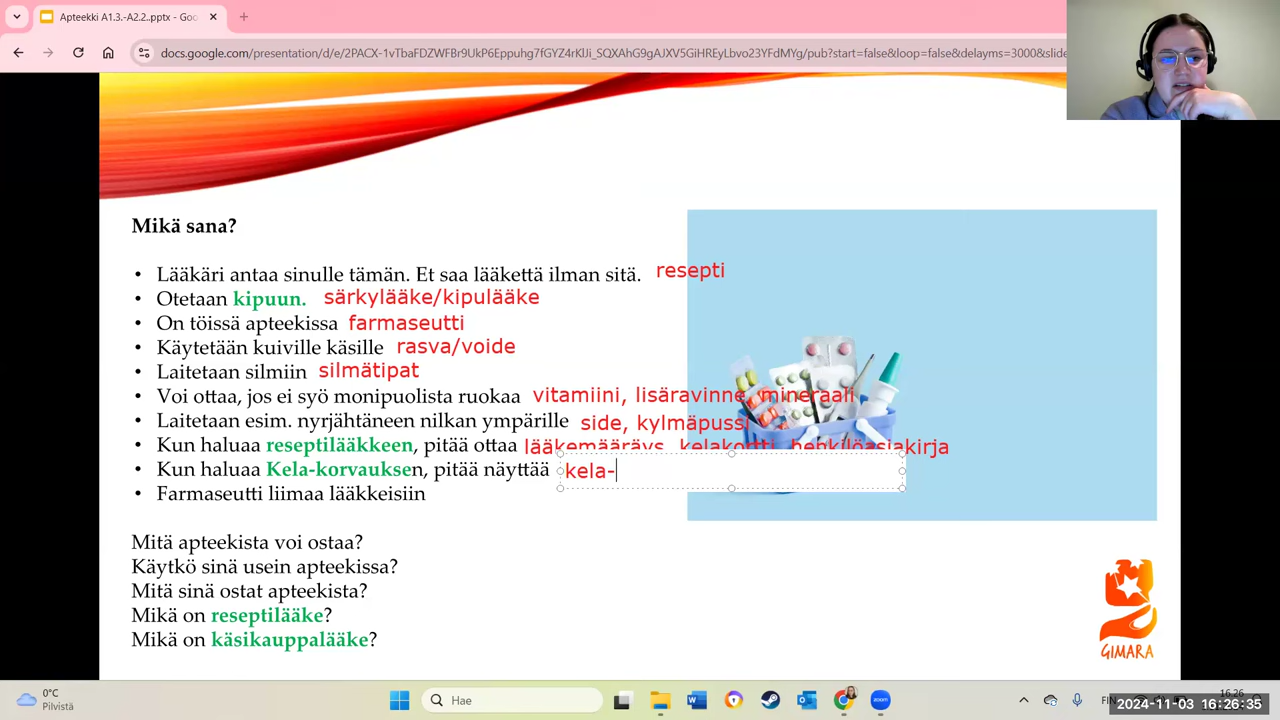 Apteekki A1.3.-A2.2.pptx - Goo
docs.google.com/presentation/d/e/2PACX-1vTbaFDZWFBr9UkP6Eppuhg7fGYZ4rKlJi_SQXAhG9gAJXV5GiHREyLbvo23YFdMYg/pub?start=false&loop=false&delayms=3000&slide
Mikä sana?
• Lääkäri antaa sinulle tämän. Et saa lääkettä ilman sitä. resepti
• Otetaan kipuun. särkylääke/kipulääke
• On töissä apteekissa farmaseutti
• Käytetään kuiville käsille rasva/voide
• Laitetaan silmiin silmätipat
• Voi ottaa, jos ei syö monipuolista ruokaa vitamiini, lisäravinne, mineraali
• Laitetaan esim. nyrjähtäneen nilkan ympärille side, kylmäpussi
• Kun haluaa reseptilääkkeen, pitää ottaa lääkemääräys, kelakortti, henkilöasiakirja
• Kun haluaa Kela-korvauksen, pitää näyttää kela-
• Farmaseutti liimaa lääkkeisiin
Mitä apteekista voi ostaa?
Käytkö sinä usein apteekissa?
Mitä sinä ostat apteekista?
Mikä on reseptilääke?
Mikä on käsikauppalääke?
GIMARA
0°C
Pilvistä
Hae
FIN
16.26
2024-11-03 16:26:35